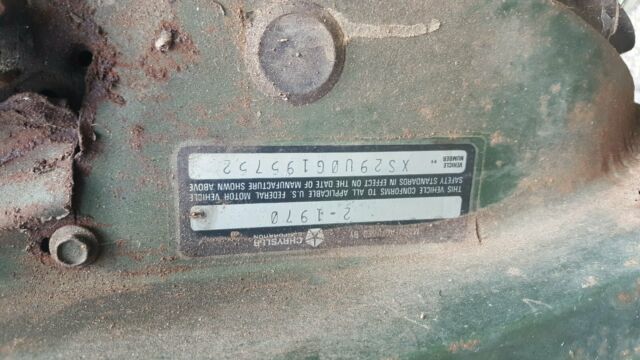 MANUFACTURED BY
CHRYSLER
CORPORATION
2-1970
THIS VEHICLE CONFORMS TO ALL APPLICABLE U.S. FEDERAL MOTOR VEHICLE
SAFETY STANDARDS IN EFFECT ON THE DATE OF MANUFACTURE SHOWN ABOVE
VEHICLE
NUMBER
XS29U0G195752